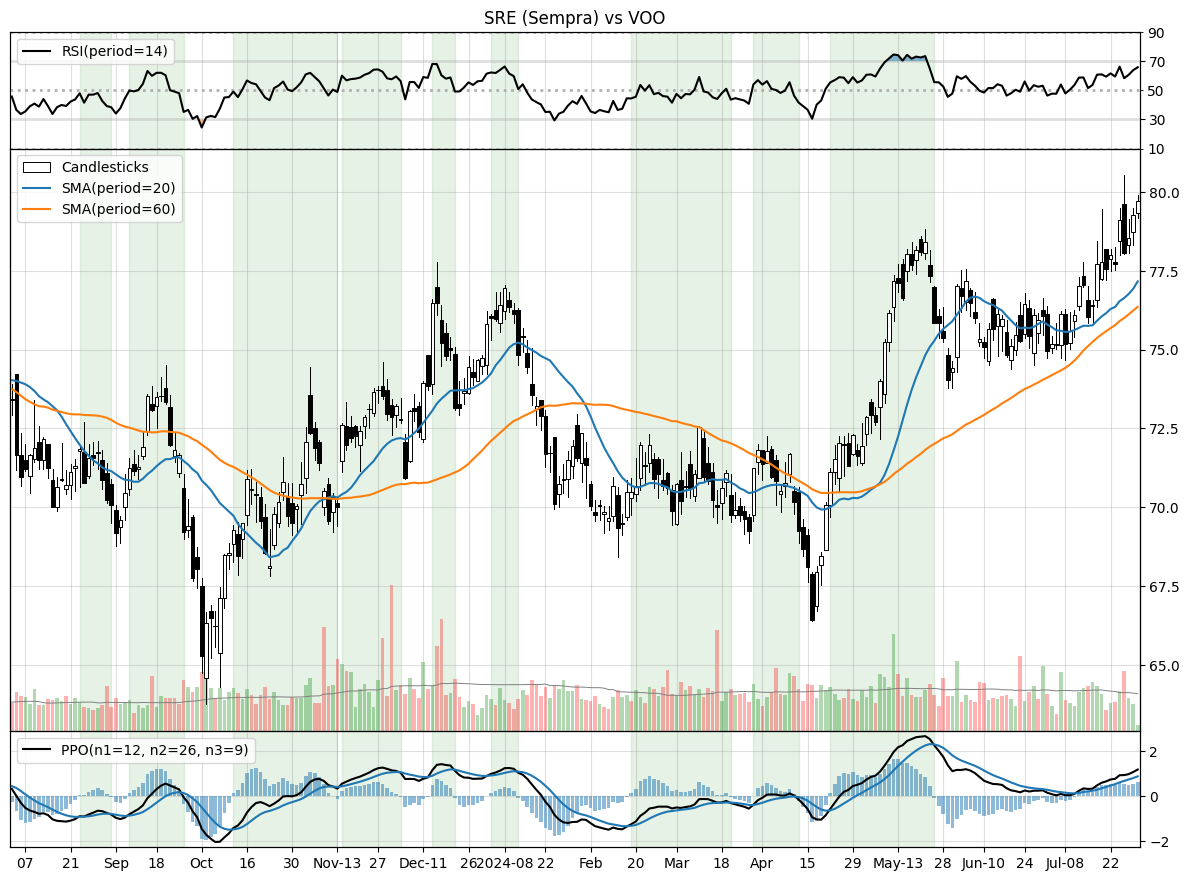 SRE (Sempra) vs VOO
RSI(period=14)
90
70
50
30
10
Candlesticks
SMA(period=20)
SMA(period=60)
80.0
77.5
75.0
72.5
70.0
67.5
65.0
PPO(n1=12, n2=26, n3=9)
2
0
−2
07 21 Sep 18 Oct 16 30 Nov-13 27 Dec-11 26 2024-08 22 Feb 20 Mar 18 Apr 15 29 May-13 28 Jun-10 24 Jul-08 22